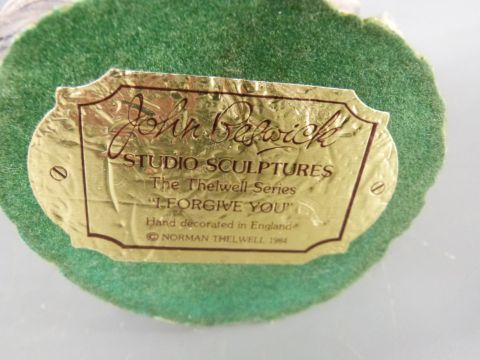 John Beswick
STUDIO SCULPTURES
The Thelwell Series
"I FORGIVE YOU"
Hand decorated in England
© NORMAN THELWELL 1984